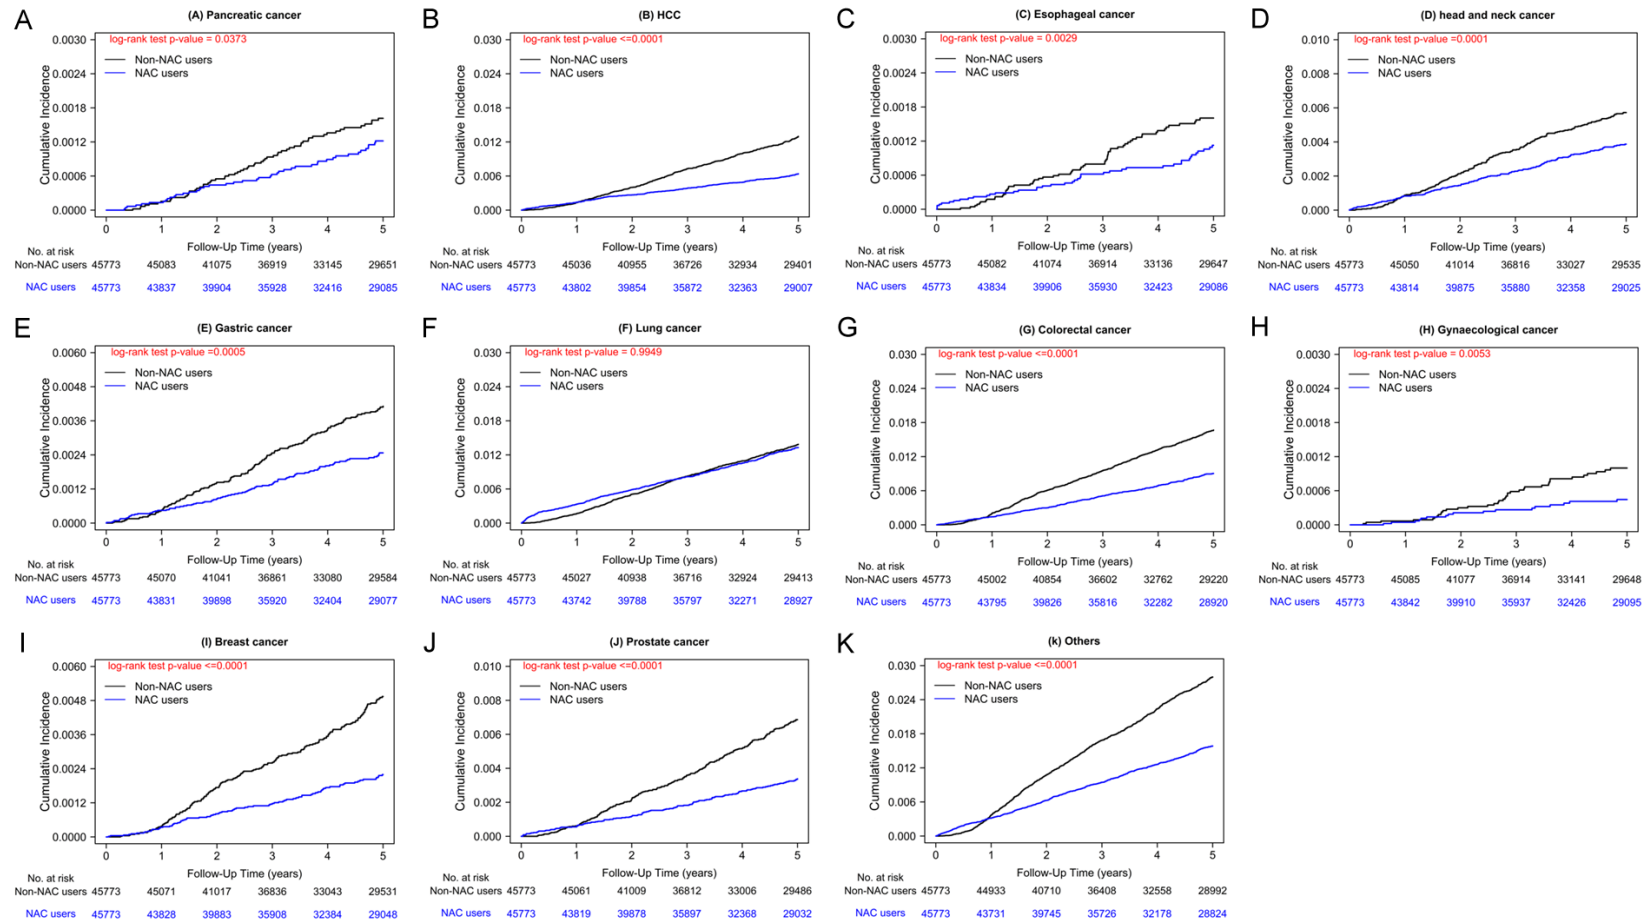 A
(A) Pancreatic cancer
log-rank test p-value = 0.0373
Non-NAC users
NAC users
Cumulative Incidence
0.0030
0.0024
0.0018
0.0012
0.0006
0.0000
0 1 2 3 4 5
Follow-Up Time (years)
No. at risk
Non-NAC users 45773 45083 41075 36919 33145 29651
NAC users 45773 43837 39904 35928 32416 29085
B
(B) HCC
log-rank test p-value <=0.0001
Non-NAC users
NAC users
Cumulative Incidence
0.030
0.024
0.018
0.012
0.006
0.000
0 1 2 3 4 5
Follow-Up Time (years)
No. at risk
Non-NAC users 45773 45036 40955 36726 32934 29401
NAC users 45773 43802 39854 35872 32363 29007
C
(C) Esophageal cancer
log-rank test p-value = 0.0029
Non-NAC users
NAC users
Cumulative Incidence
0.0030
0.0024
0.0018
0.0012
0.0006
0.0000
0 1 2 3 4 5
Follow-Up Time (years)
No. at risk
Non-NAC users 45773 45082 41074 36914 33136 29647
NAC users 45773 43834 39906 35930 32423 29086
D
(D) head and neck cancer
log-rank test p-value =0.0001
Non-NAC users
NAC users
Cumulative Incidence
0.010
0.008
0.006
0.004
0.002
0.000
0 1 2 3 4 5
Follow-Up Time (years)
No. at risk
Non-NAC users 45773 45050 41014 36816 33027 29535
NAC users 45773 43814 39875 35880 32358 29025
E
(E) Gastric cancer
log-rank test p-value =0.0005
Non-NAC users
NAC users
Cumulative Incidence
0.0060
0.0048
0.0036
0.0024
0.0012
0.0000
0 1 2 3 4 5
Follow-Up Time (years)
No. at risk
Non-NAC users 45773 45070 41041 36861 33080 29584
NAC users 45773 43831 39898 35920 32404 29077
F
(F) Lung cancer
log-rank test p-value = 0.9949
Non-NAC users
NAC users
Cumulative Incidence
0.030
0.024
0.018
0.012
0.006
0.000
0 1 2 3 4 5
Follow-Up Time (years)
No. at risk
Non-NAC users 45773 45027 40938 36716 32924 29413
NAC users 45773 43742 39788 35797 32271 28927
G
(G) Colorectal cancer
log-rank test p-value <=0.0001
Non-NAC users
NAC users
Cumulative Incidence
0.030
0.024
0.018
0.012
0.006
0.000
0 1 2 3 4 5
Follow-Up Time (years)
No. at risk
Non-NAC users 45773 45002 40854 36602 32762 29220
NAC users 45773 43795 39826 35816 32282 28920
H
(H) Gynaecological cancer
log-rank test p-value = 0.0053
Non-NAC users
NAC users
Cumulative Incidence
0.0030
0.0024
0.0018
0.0012
0.0006
0.0000
0 1 2 3 4 5
Follow-Up Time (years)
No. at risk
Non-NAC users 45773 45085 41077 36914 33141 29648
NAC users 45773 43842 39910 35937 32426 29095
I
(I) Breast cancer
log-rank test p-value <=0.0001
Non-NAC users
NAC users
Cumulative Incidence
0.0060
0.0048
0.0036
0.0024
0.0012
0.0000
0 1 2 3 4 5
Follow-Up Time (years)
No. at risk
Non-NAC users 45773 45071 41017 36836 33043 29531
NAC users 45773 43828 39883 35908 32384 29048
J
(J) Prostate cancer
log-rank test p-value <=0.0001
Non-NAC users
NAC users
Cumulative Incidence
0.010
0.008
0.006
0.004
0.002
0.000
0 1 2 3 4 5
Follow-Up Time (years)
No. at risk
Non-NAC users 45773 45061 41009 36812 33006 29486
NAC users 45773 43819 39878 35897 32368 29032
K
(k) Others
log-rank test p-value <=0.0001
Non-NAC users
NAC users
Cumulative Incidence
0.030
0.024
0.018
0.012
0.006
0.000
0 1 2 3 4 5
Follow-Up Time (years)
No. at risk
Non-NAC users 45773 44933 40710 36408 32558 28992
NAC users 45773 43731 39745 35726 32178 28824